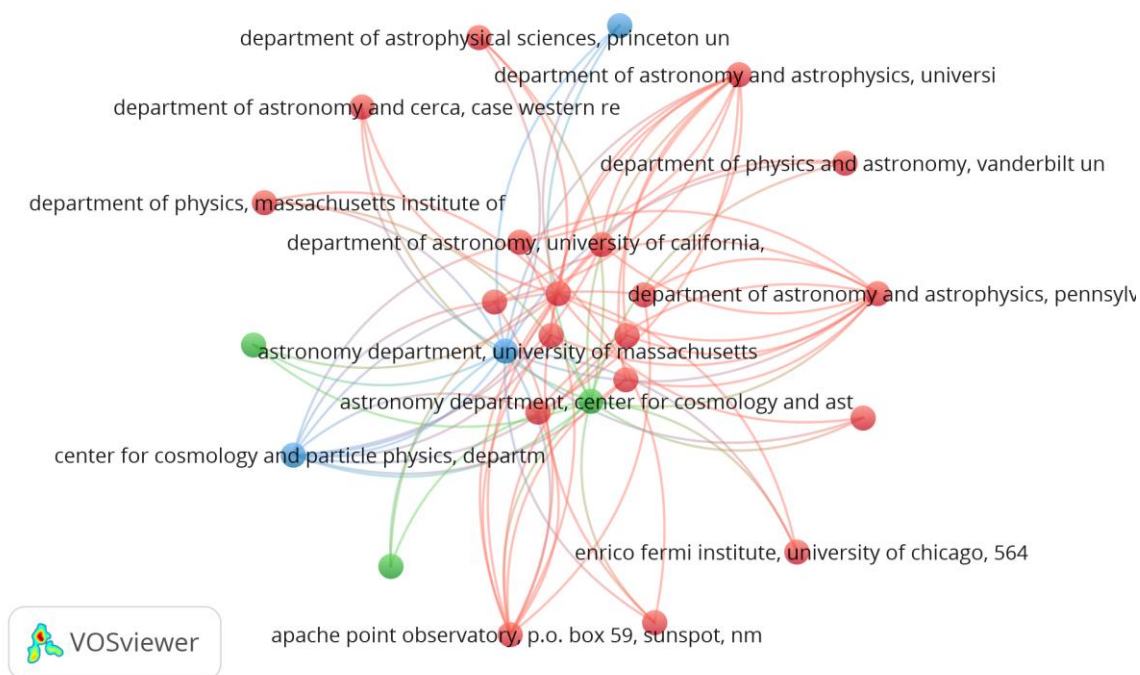 department of astrophysical sciences, princeton un
department of astronomy and astrophysics, universi
department of astronomy and cerca, case western re
department of physics and astronomy, vanderbilt un
department of physics, massachusetts institute of
department of astronomy, university of california,
department of astronomy and astrophysics, pennsylv
astronomy department, university of massachusetts
astronomy department, center for cosmology and ast
center for cosmology and particle physics, departm
enrico fermi institute, university of chicago, 564
apache point observatory, p.o. box 59, sunspot, nm
VOSviewer